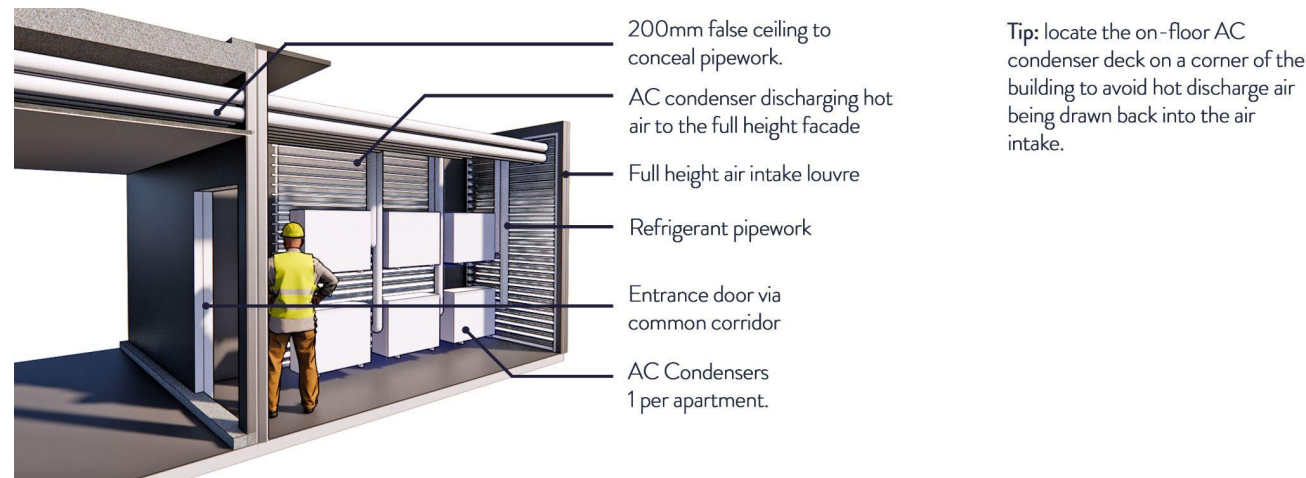 200mm false ceiling to
conceal pipework.
AC condenser discharging hot
air to the full height facade
Full height air intake louvre
Refrigerant pipework
Entrance door via
common corridor
AC Condensers
1 per apartment.
Tip: locate the on-floor AC
condenser deck on a corner of the
building to avoid hot discharge air
being drawn back into the air
intake.